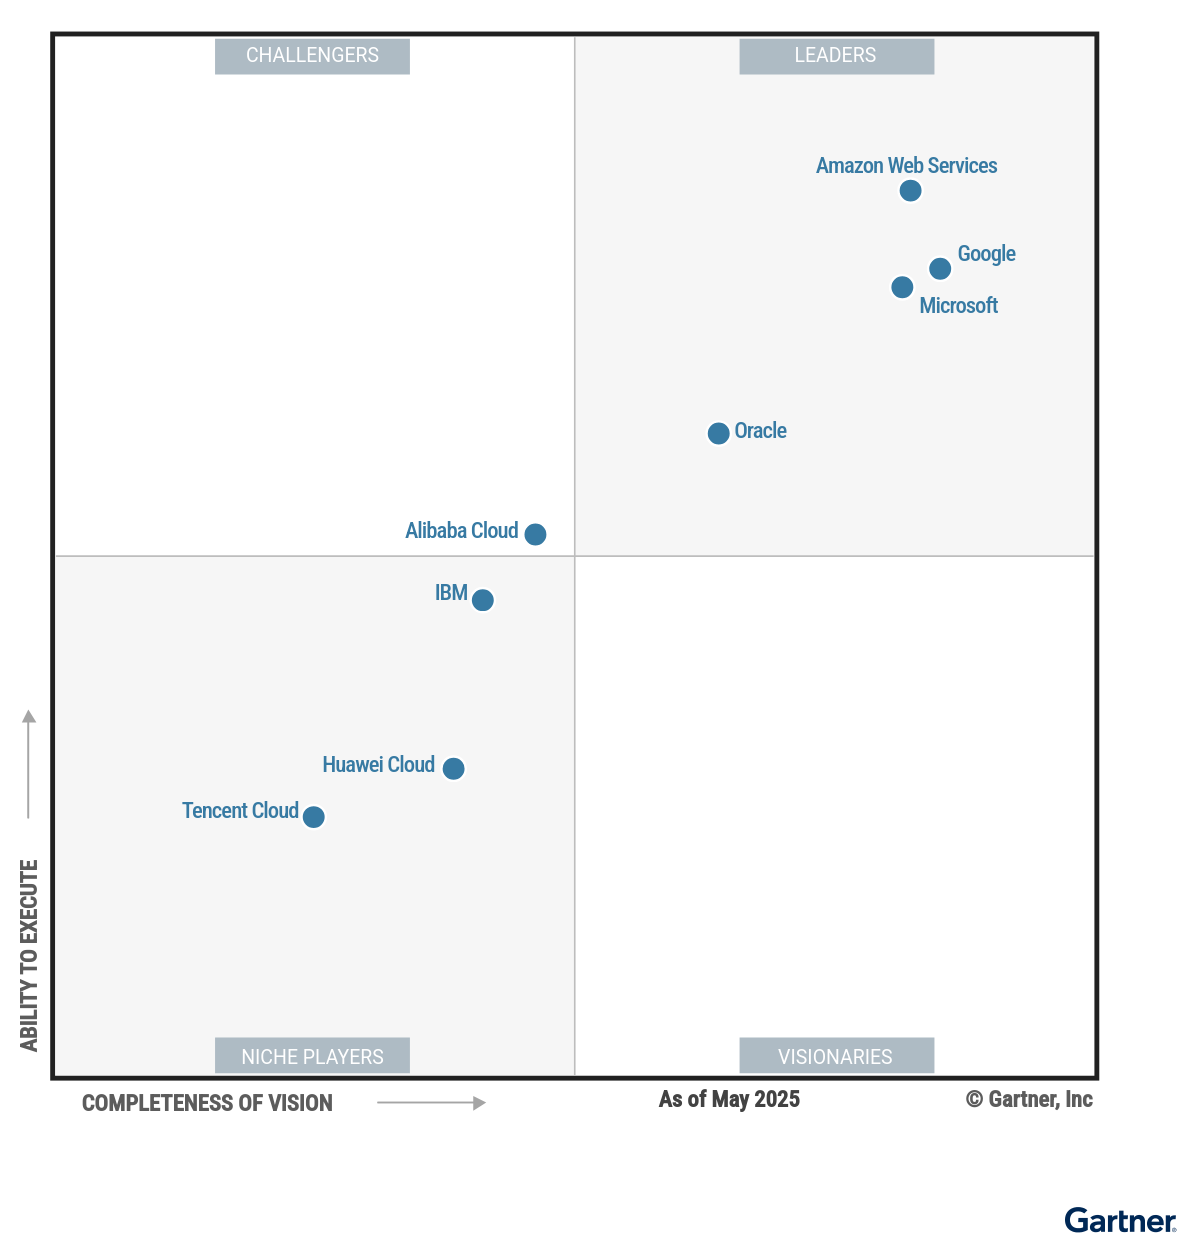 CHALLENGERS
LEADERS
Amazon Web Services
Google
Microsoft
Oracle
Alibaba Cloud
IBM
Huawei Cloud
Tencent Cloud
ABILITY TO EXECUTE
NICHE PLAYERS
VISIONARIES
COMPLETENESS OF VISION
As of May 2025
© Gartner, Inc
Gartner®